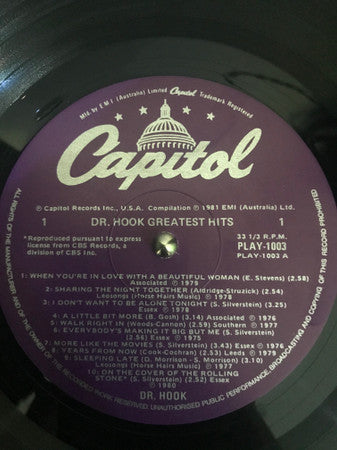 Mfd. by E M I (Australia) Limited Capitol Trademark Registered
Capitol
℗ Capitol Records Inc., U.S.A. Compilation ℗ 1981 EMI (Australia) Ltd.
1 DR. HOOK GREATEST HITS 1
*Reproduced pursuant to express
license from CBS Records, a
division of CBS Inc.
33 1/3 R.P.M.
PLAY-1003
PLAY-1003 A
1 - WHEN YOU'RE IN LOVE WITH A BEAUTIFUL WOMAN (E. Stevens) (2.58)
Associated ℗ 1979
2 - SHARING THE NIGHT TOGETHER (Aldridge-Struzick)
Leosongs (Horse Hairs Music) ℗ 1978
3 - I DON'T WANT TO BE ALONE TONIGHT (S. Silverstein) (3.25)
Essex ℗ 1978
4 - A LITTLE BIT MORE (B. Gosh) (3.14) Associated ℗ 1976
5 - WALK RIGHT IN (Woods-Cannon) (2.59) Southern ℗ 1977
6 - EVERYBODY'S MAKING IT BIG BUT ME (S. Silverstein)
(2.56) Essex ℗ 1975
7 - MORE LIKE THE MOVIES (S. Silverstein) (3.31) Essex ℗ 1976
8 - YEARS FROM NOW (Cook-Cochran) (2.53) Leeds ℗ 1979
9 - SLEEPING LATE (D. Morrison - S. Morrison) (3.10)
Leosongs (Horse Hairs Music) ℗ 1977
10 - ON THE COVER OF THE ROLLING
STONE* (S. Silverstein) (2.52) Essex
℗ 1980
DR. HOOK
ALL RIGHTS OF THE MANUFACTURER AND OF THE OWNER OF THE RECORDED WORK RESERVED. UNAUTHORISED PUBLIC PERFORMANCE, BROADCASTING AND COPYING OF THIS RECORD PROHIBITED.